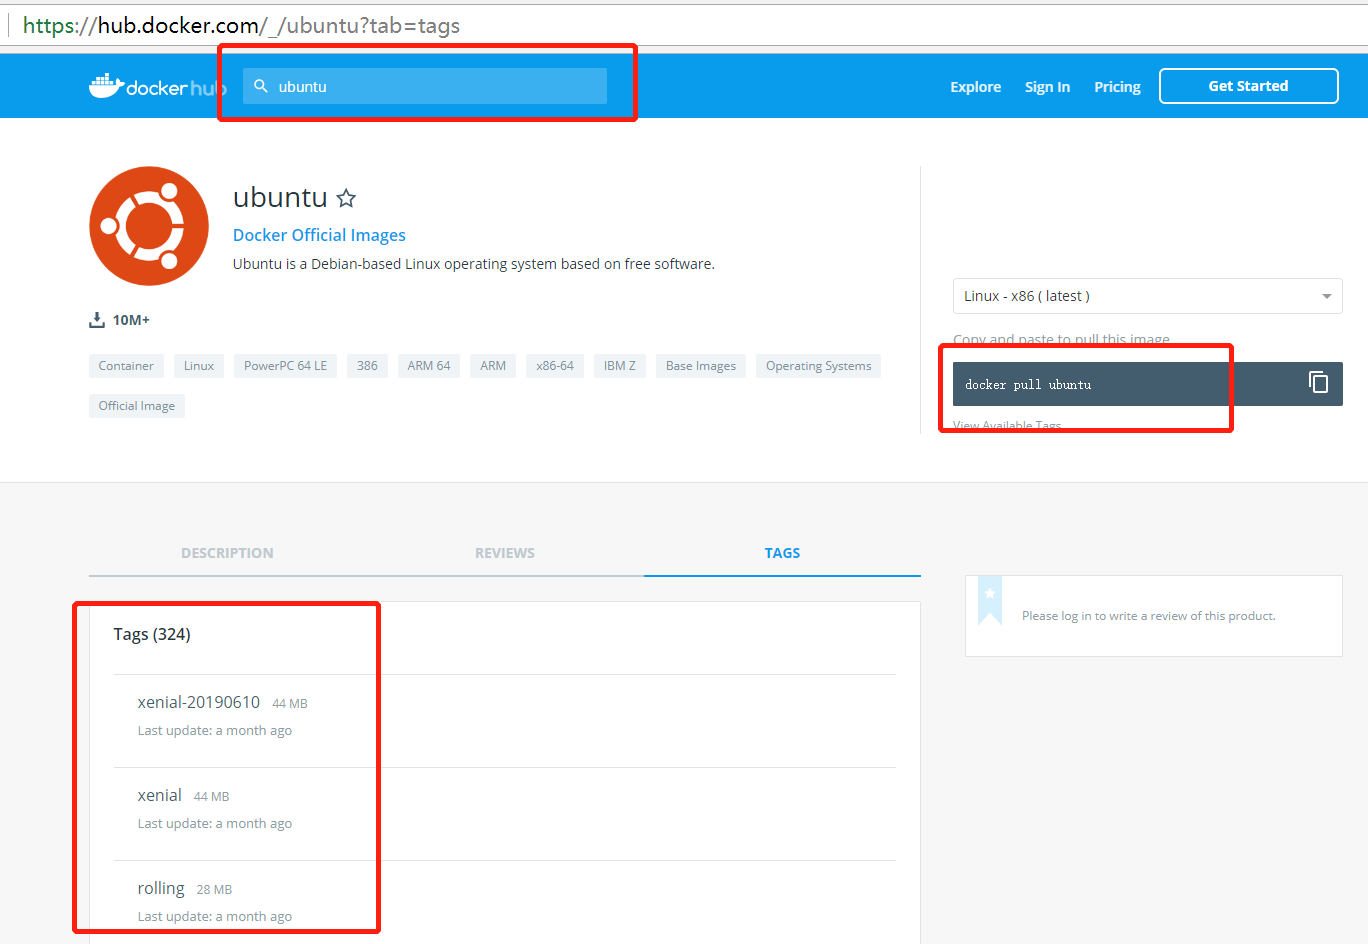 https://hub.docker.com/_/ubuntu?tab=tags
docker hub
ubuntu
Explore
Sign In
Pricing
Get Started
ubuntu
Docker Official Images
Ubuntu is a Debian-based Linux operating system based on free software.
10M+
Container
Linux
PowerPC 64 LE
386
ARM 64
ARM
x86-64
IBM Z
Base Images
Operating Systems
Official Image
Linux - x86 ( latest )
Copy and paste to pull this image
docker pull ubuntu
View Available Tags
DESCRIPTION
REVIEWS
TAGS
Tags (324)
xenial-20190610 44 MB
Last update: a month ago
xenial 44 MB
Last update: a month ago
rolling 28 MB
Last update: a month ago
Please log in to write a review of this product.